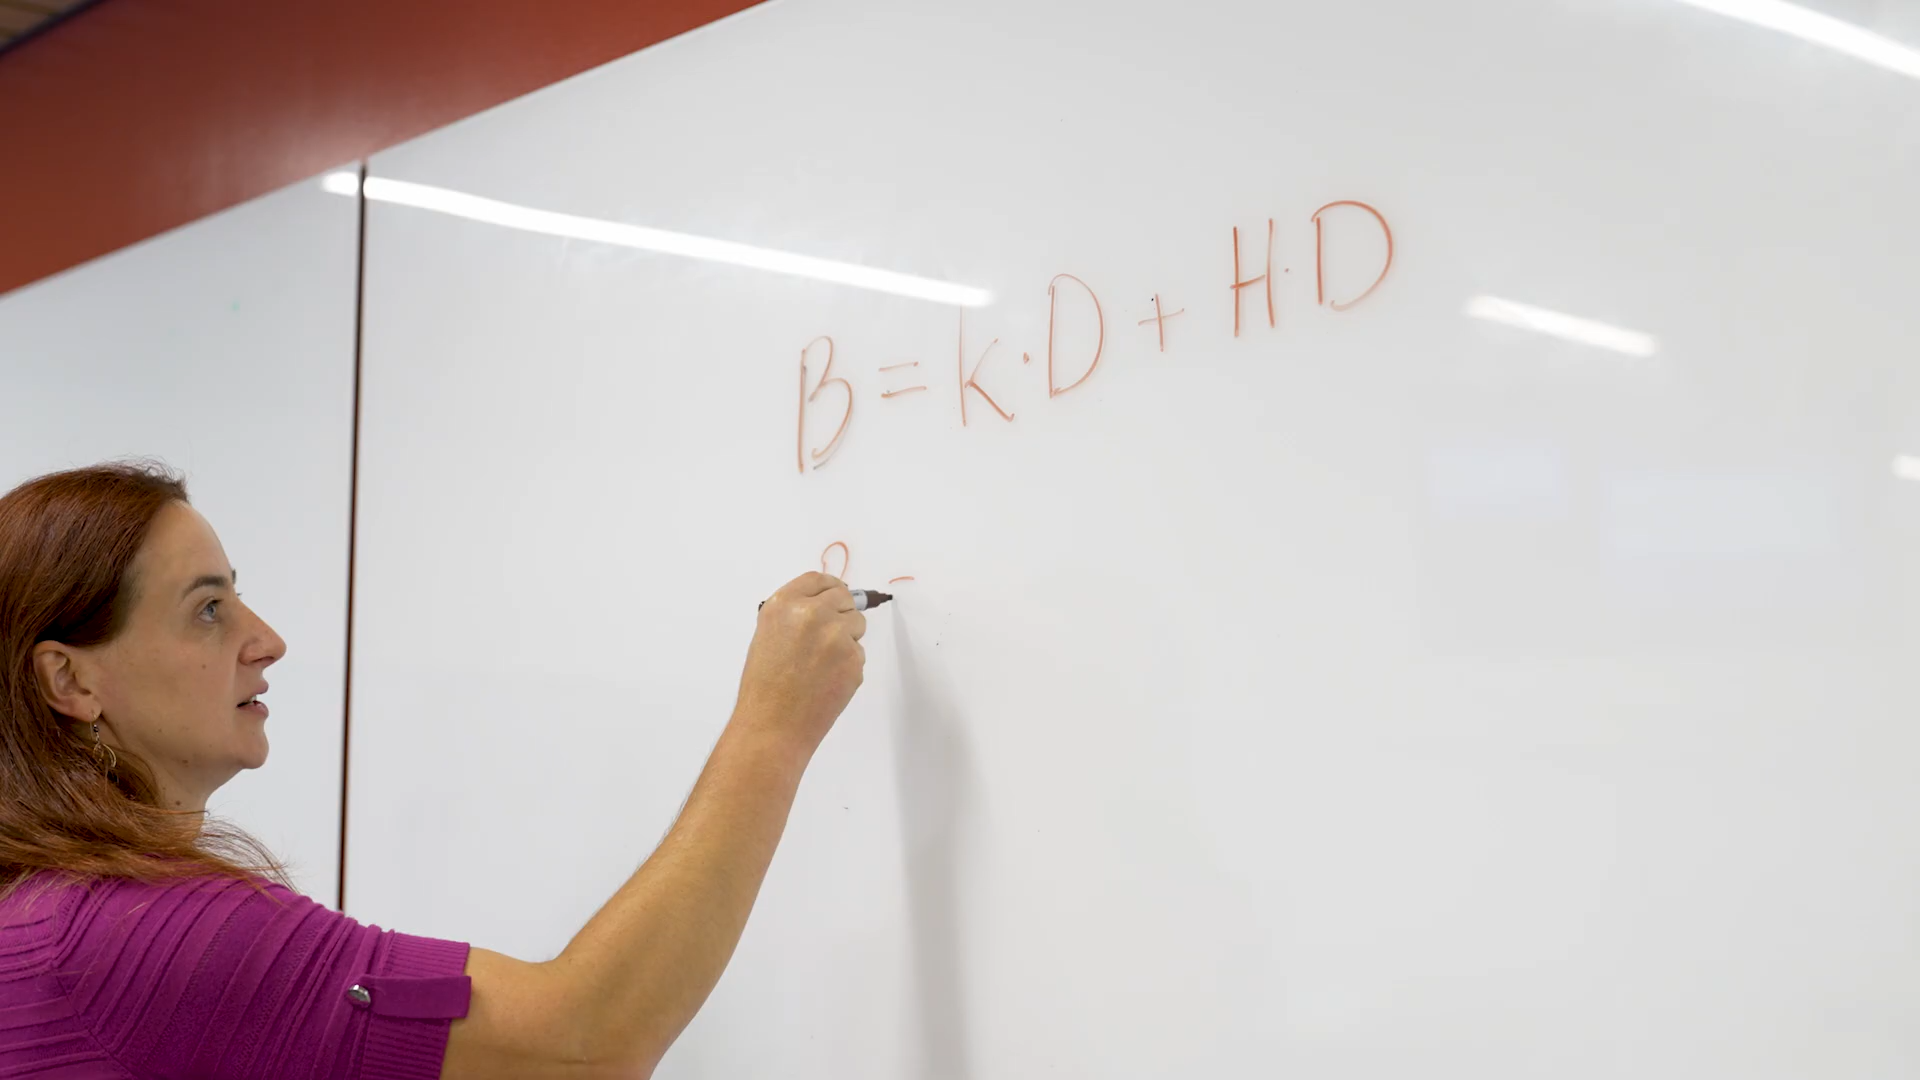 B = k · D + H · D